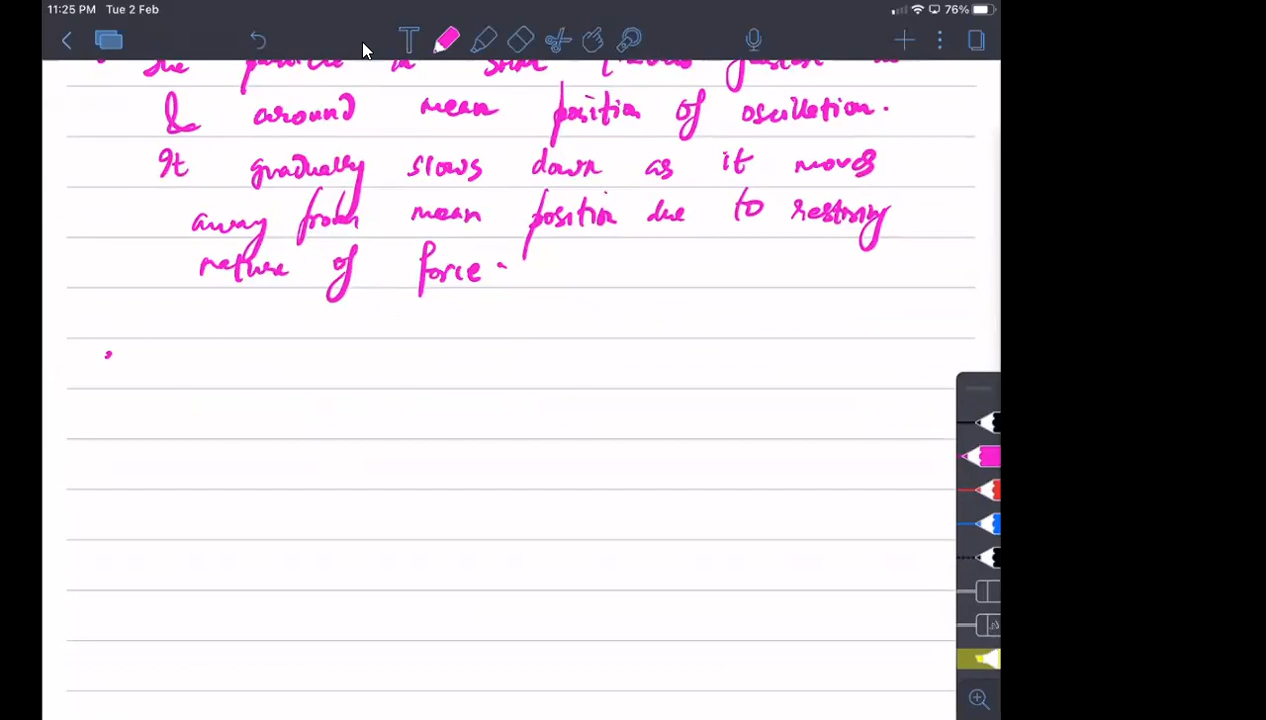 11:25 PM Tue 2 Feb 76%
T
& around mean position of oscillation.
It gradually slows down as it moves
away from mean position due to restoring
nature of force.